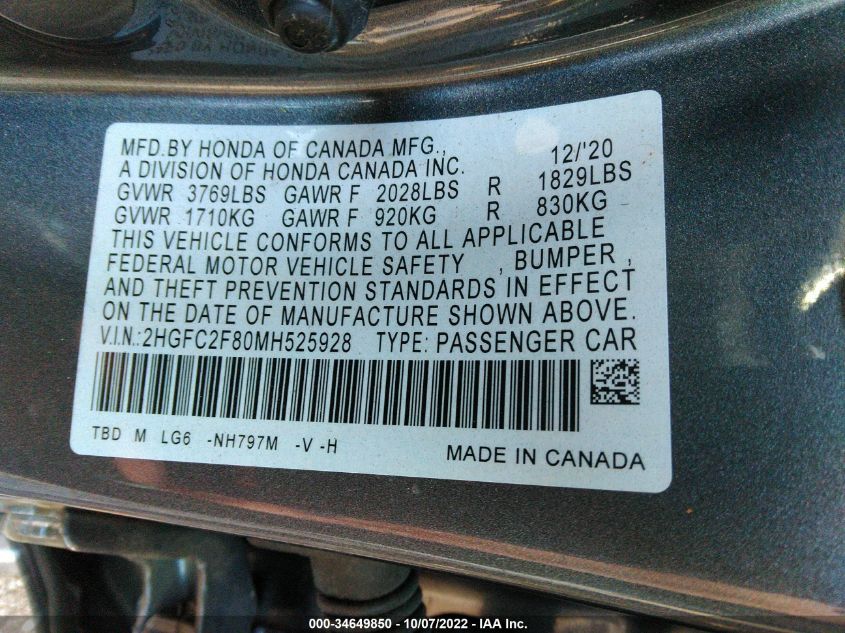 MFD.BY HONDA OF CANADA MFG., 12/'20
A DIVISION OF HONDA CANADA INC.
GVWR 3769LBS GAWR F 2028LBS R 1829LBS
GVWR 1710KG GAWR F 920KG R 830KG
THIS VEHICLE CONFORMS TO ALL APPLICABLE
FEDERAL MOTOR VEHICLE SAFETY , BUMPER ,
AND THEFT PREVENTION STANDARDS IN EFFECT
ON THE DATE OF MANUFACTURE SHOWN ABOVE.
V.I.N.:2HGFC2F80MH525928 TYPE: PASSENGER CAR
TBD M LG6 -NH797M -V -H
MADE IN CANADA
000-34649850 - 10/07/2022 - IAA Inc.